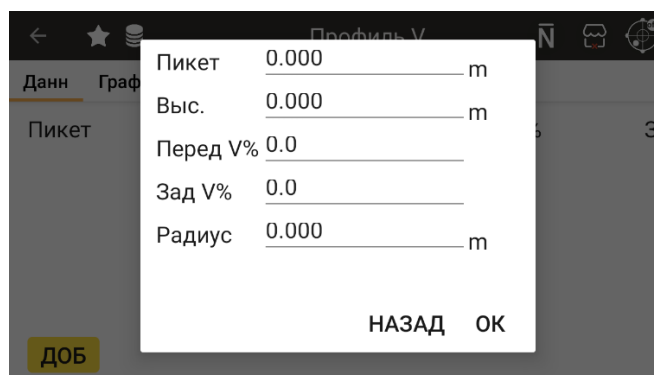 Профиль V
N
Данн Граф
Пикет
Пикет 0.000 m
Выс. 0.000 m
Перед V% 0.0
Зад V% 0.0
Радиус 0.000 m
НАЗАД OK
ДОБ